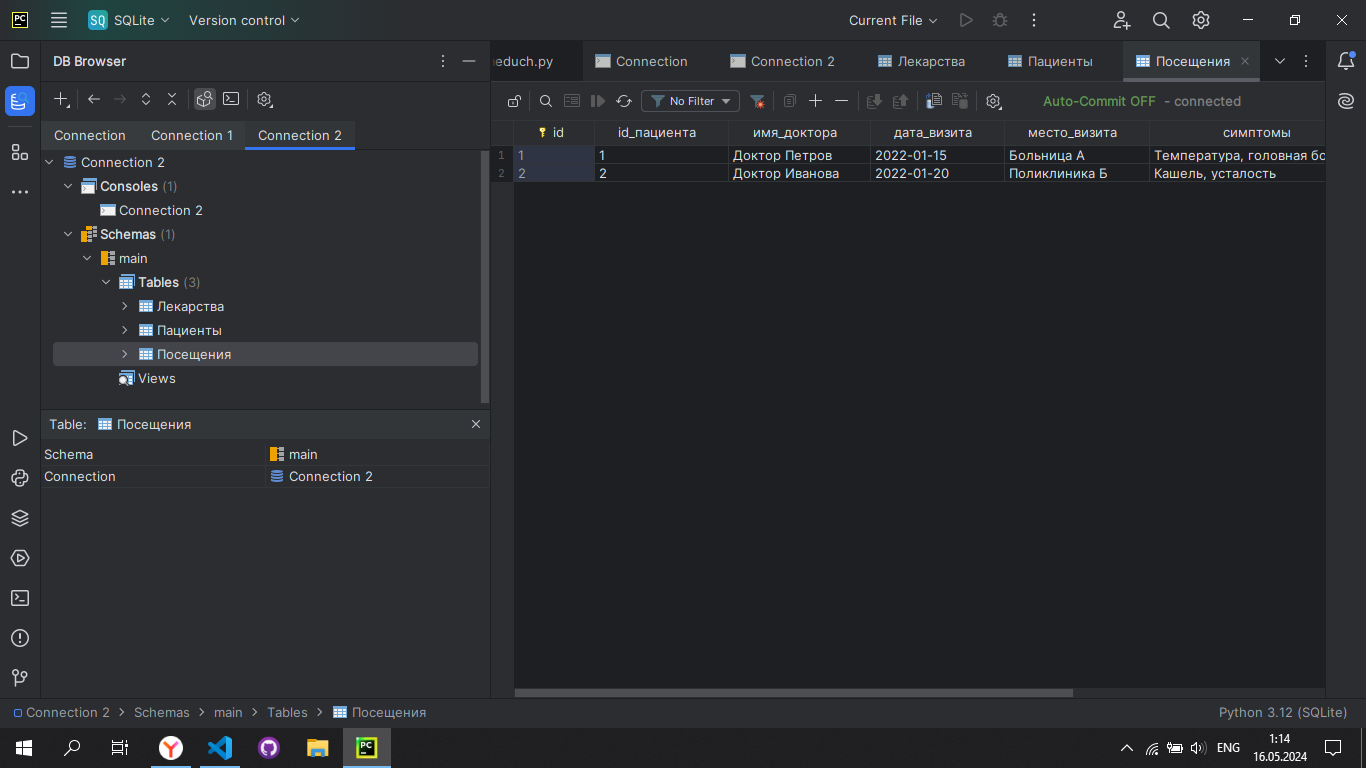 SQ SQLite Version control Current File
DB Browser
Connection Connection 1 Connection 2
Connection 2
Consoles (1)
Connection 2
Schemas (1)
main
Tables (3)
Лекарства
Пациенты
Посещения
Views
Table: Посещения
Schema main
Connection Connection 2
educh.py Connection Connection 2 Лекарства Пациенты Посещения
No Filter Auto-Commit OFF - connected
id id_пациента имя_доктора дата_визита место_визита симптомы
1 1 1 Доктор Петров 2022-01-15 Больница А Температура, головная бо
2 2 2 Доктор Иванова 2022-01-20 Поликлиника Б Кашель, усталость
Connection 2 > Schemas > main > Tables > Посещения Python 3.12 (SQLite)
PC ENG 1:14
16.05.2024